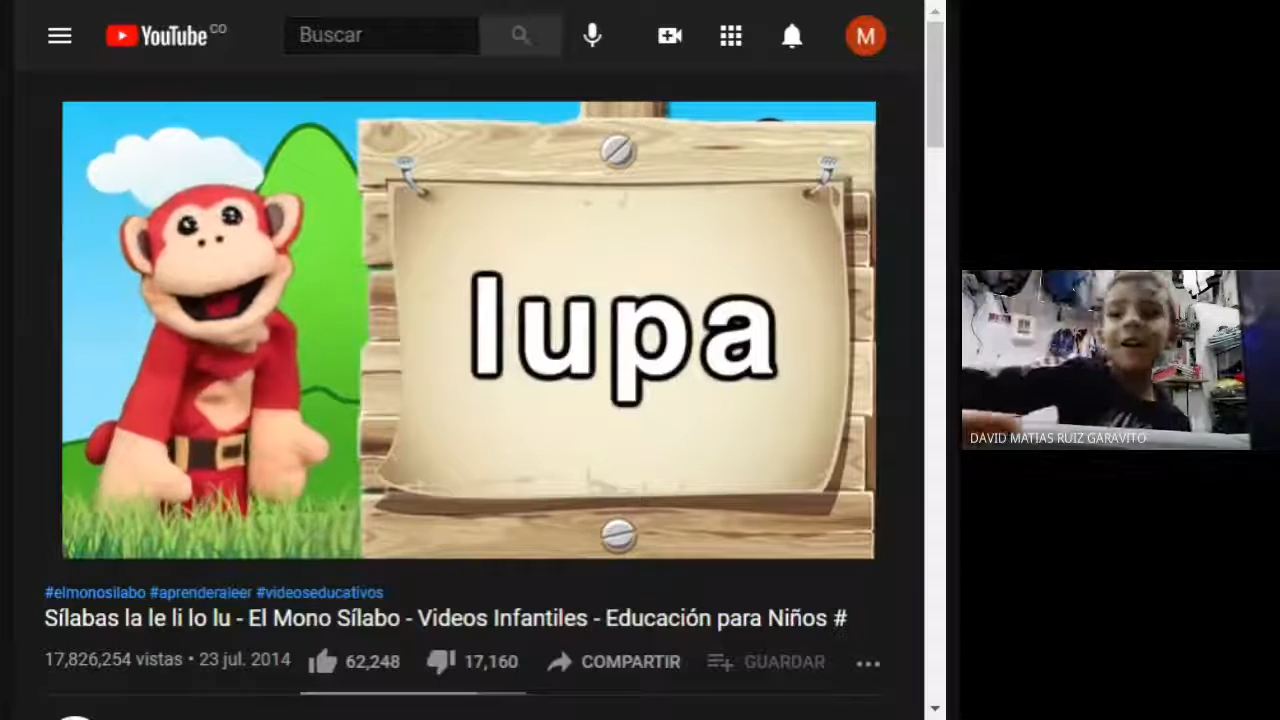 YouTube CO
Buscar
M
lupa
DAVID MATIAS RUIZ GARAVITO
#elmonosilabo #aprenderaleer #videoseducativos
Sílabas la le li lo lu - El Mono Sílabo - Videos Infantiles - Educación para Niños #
17,826,254 vistas • 23 jul. 2014 62,248 17,160 COMPARTIR GUARDAR